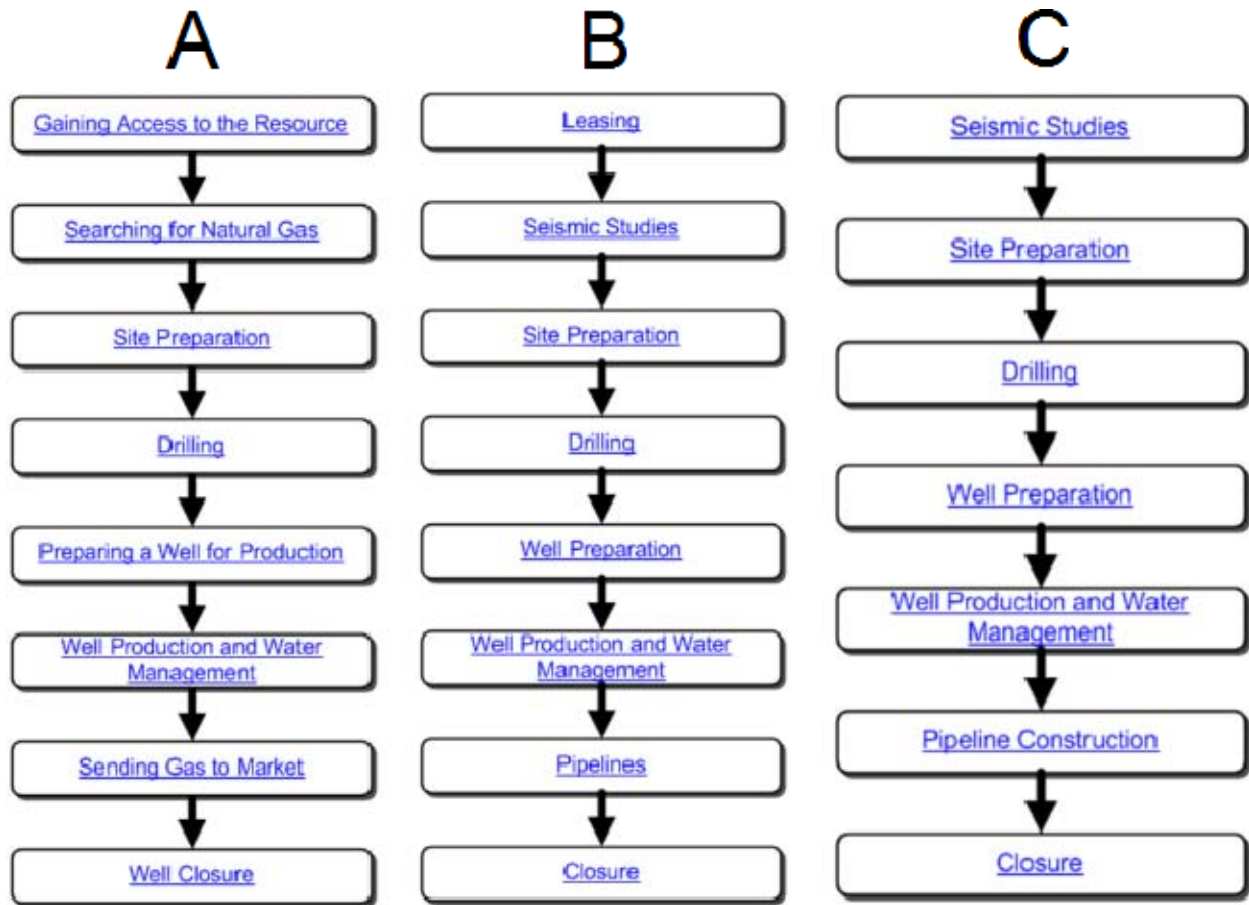 A
Gaining Access to the Resource
Searching for Natural Gas
Site Preparation
Drilling
Preparing a Well for Production
Well Production and Water
Management
Sending Gas to Market
Well Closure
B
Leasing
Seismic Studies
Site Preparation
Drilling
Well Preparation
Well Production and Water
Management
Pipelines
Closure
C
Seismic Studies
Site Preparation
Drilling
Well Preparation
Well Production and Water
Management
Pipeline Construction
Closure